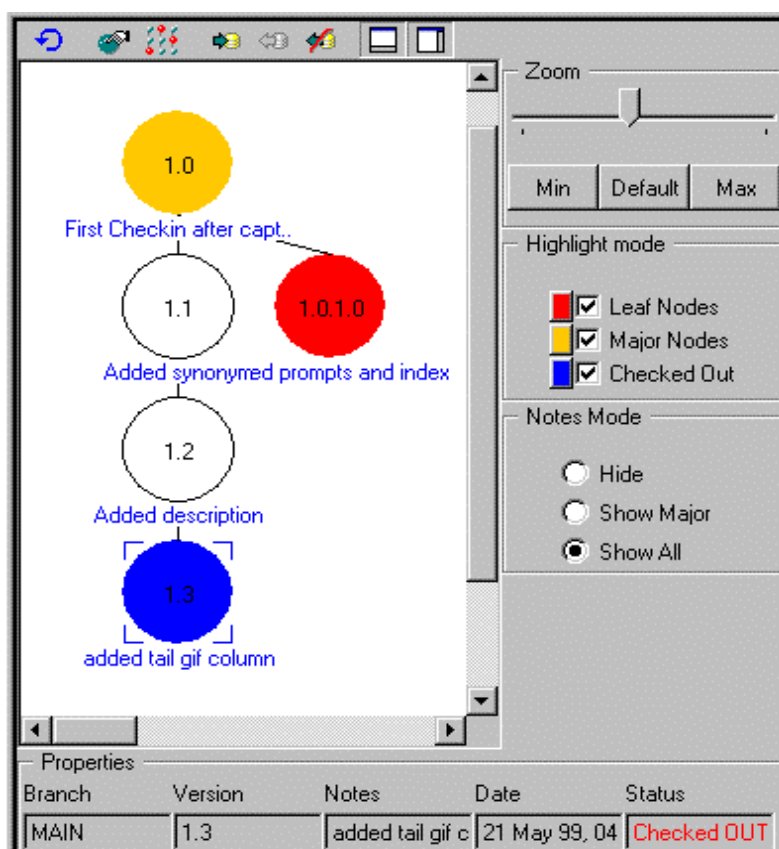 Zoom
Min Default Max
1.0
First Checkin after capt..
1.1 1.0.1.0
Added synonymed prompts and index
1.2
Added description
1.3
added tail gif column
Highlight mode
Leaf Nodes
Major Nodes
Checked Out
Notes Mode
Hide
Show Major
Show All
Properties
Branch Version Notes Date Status
MAIN 1.3 added tail gif c 21 May 99, 04 Checked OUT